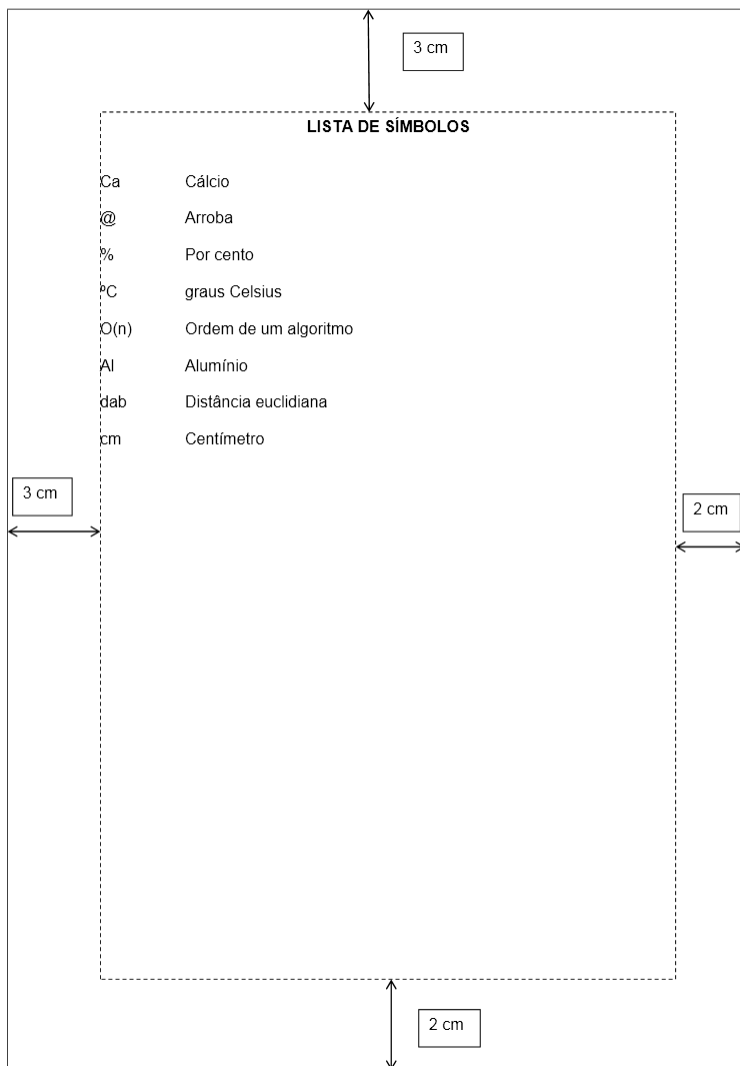 3 cm
LISTA DE SÍMBOLOS
Ca Cálcio
@ Arroba
% Por cento
ºC graus Celsius
O(n) Ordem de um algoritmo
Al Alumínio
dab Distância euclidiana
cm Centímetro
3 cm
2 cm
2 cm